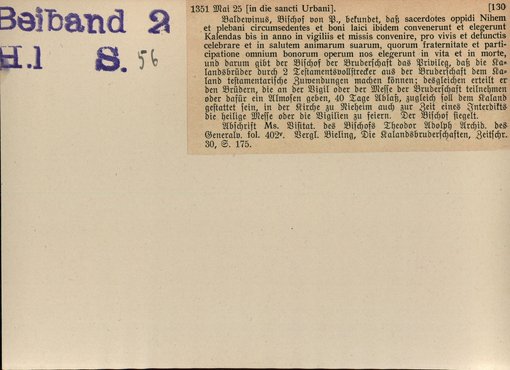 Beiband 2
H.1 S. 56
1351 Mai 25 [in die sancti Urbani]. [130
Baldewinus, Bischof von P., bekundet, daß sacerdotes oppidi Nihem
et plebani circumsedentes et boni laici ibidem convenerunt et elegerunt
Kalendas bis in anno in vigiliis et missis convenire, pro vivis et defunctis
celebrare et in salutem animarum suarum, quorum fraternitate et parti-
cipatione omnium bonorum operum nos elegerunt in vita et in morte,
und darum gibt der Bischof der Bruderschaft das Privileg, daß die Ka-
landsbrüder durch 2 Testamentsvollstrecker aus der Bruderschaft dem Ka-
land testamentarische Zuwendungen machen können; desgleichen erteilt er
den Brüdern, die an der Vigil oder der Messe der Bruderschaft teilnehmen
oder dafür ein Almosen geben, 40 Tage Ablaß, zugleich soll dem Kaland
gestattet sein, in der Kirche zu Nieheim auch zur Zeit eines Interdikts
die heilige Messe oder die Vigilien zu feiern. Der Bischof siegelt.
Abschrift Ms. Visitat. des Bischofs Theodor Adolph Archid. des
Generalv. fol. 402v. Vergl. Bieling, Die Kalandsbruderschaften, Zeitschr.
30, S. 175.